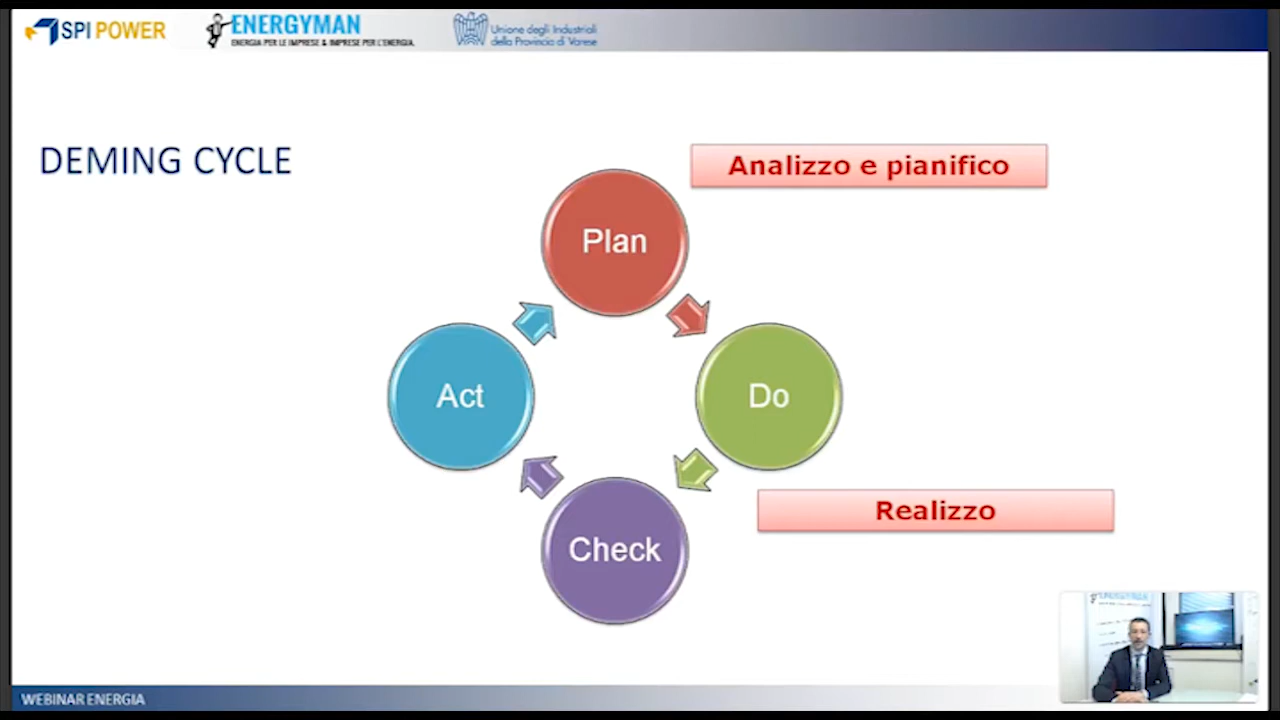 SPI POWER
ENERGYMAN
ENERGIA PER LE IMPRESE & IMPRESE PER L'ENERGIA.
Unione degli Industriali
della Provincia di Varese
DEMING CYCLE
Analizzo e pianifico
Plan
Act
Do
Realizzo
Check
ENERGYMAN
WEBINAR ENERGIA